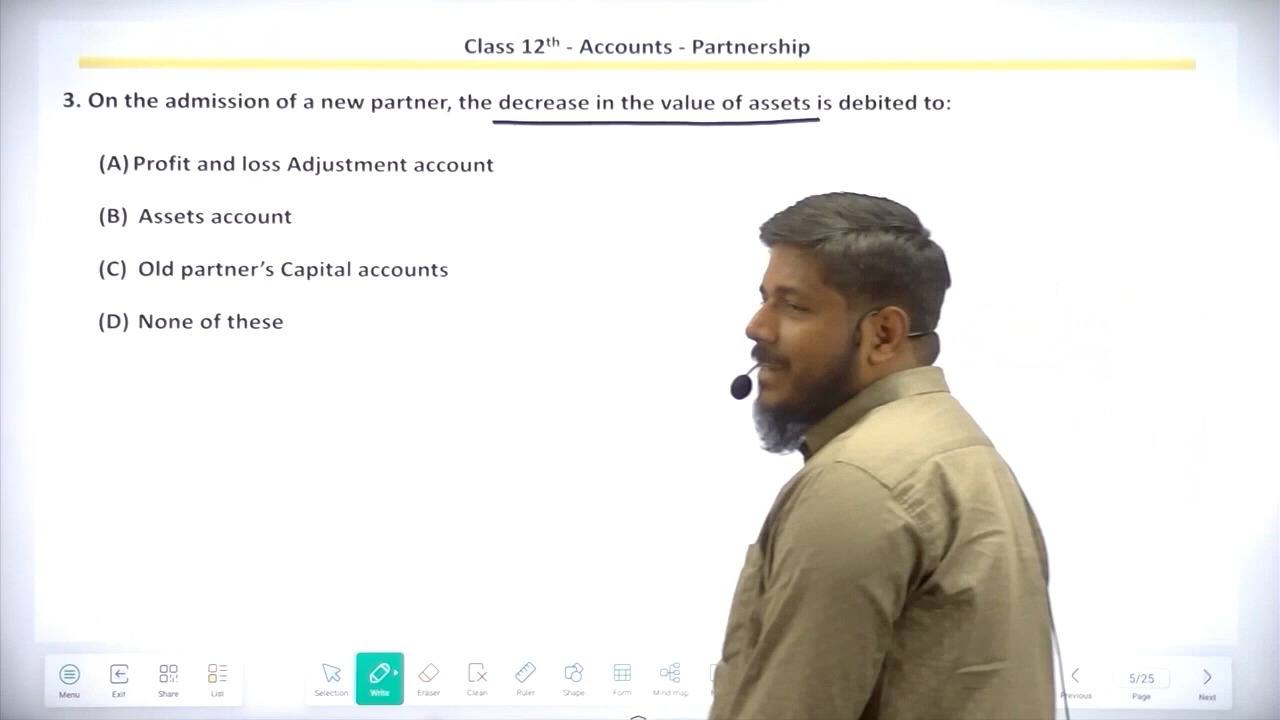 Class 12th - Accounts - Partnership
3. On the admission of a new partner, the decrease in the value of assets is debited to:
(A) Profit and loss Adjustment account
(B) Assets account
(C) Old partner’s Capital accounts
(D) None of these
Menu Exit Share List Selection Write Eraser Clean Ruler Shape Form Mind map 5/25 Page Next